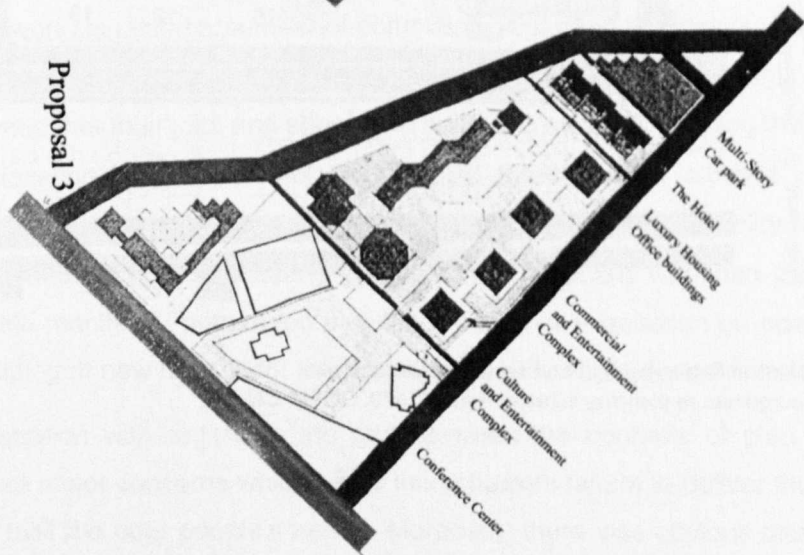 Proposal 3
Multi-Story
Car park
The Hotel
Luxury Housing
Office buildings
Commercial
and Entertainment
Complex
Culture
and Entertainment
Complex
Conference Center